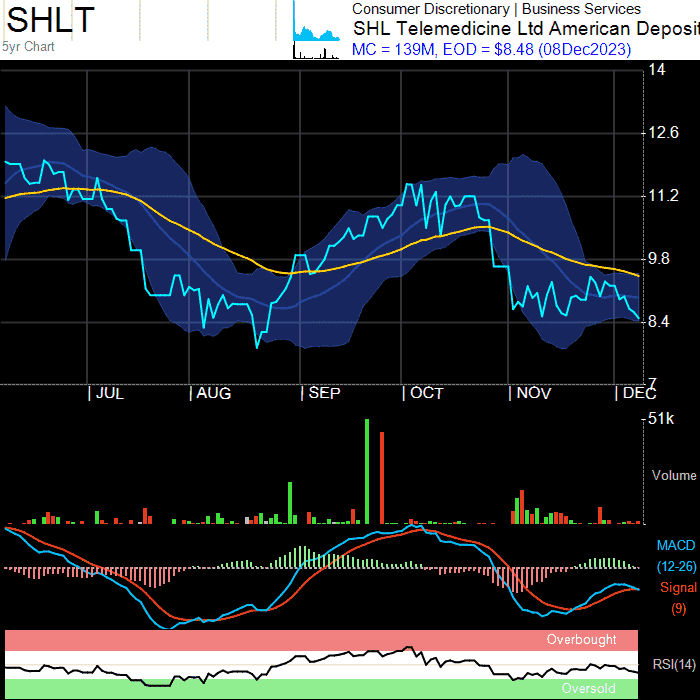 SHLT
5yr Chart
Consumer Discretionary | Business Services
SHL Telemedicine Ltd American Deposit
MC = 139M, EOD = $8.48 (08Dec2023)
14
12.6
11.2
9.8
8.4
7
JUL AUG SEP OCT NOV DEC
51k
Volume
MACD
(12-26)
Signal
(9)
Overbought
RSI(14)
Oversold